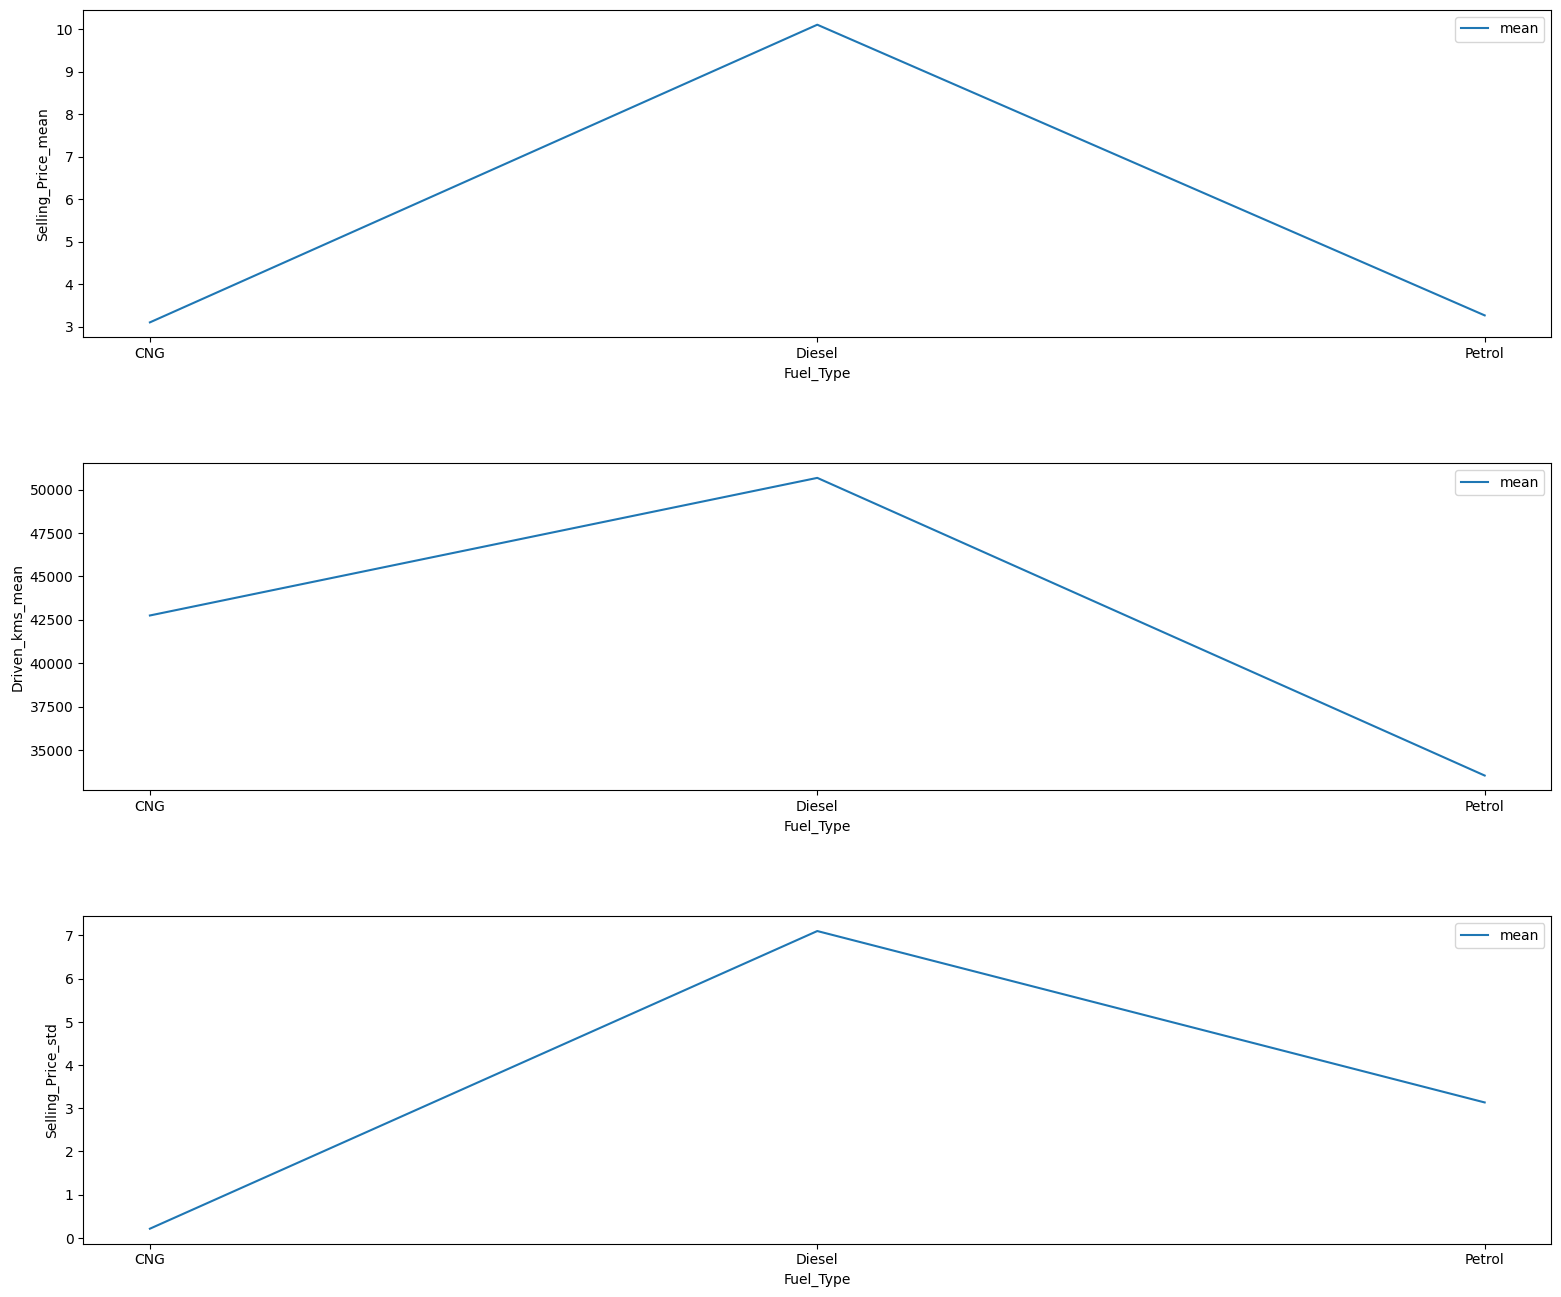 mean
10
9
8
7
6
5
4
3
Selling_Price_mean
CNG Diesel Petrol
Fuel_Type
mean
50000
47500
45000
42500
40000
37500
35000
Driven_kms_mean
CNG Diesel Petrol
Fuel_Type
mean
7
6
5
4
3
2
1
0
Selling_Price_std
CNG Diesel Petrol
Fuel_Type